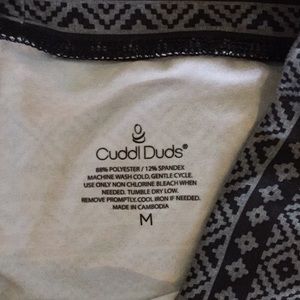 Cuddl Duds®
88% POLYESTER / 12% SPANDEX
MACHINE WASH COLD, GENTLE CYCLE.
USE ONLY NON CHLORINE BLEACH WHEN
NEEDED. TUMBLE DRY LOW.
REMOVE PROMPTLY. COOL IRON IF NEEDED.
MADE IN CAMBODIA
M